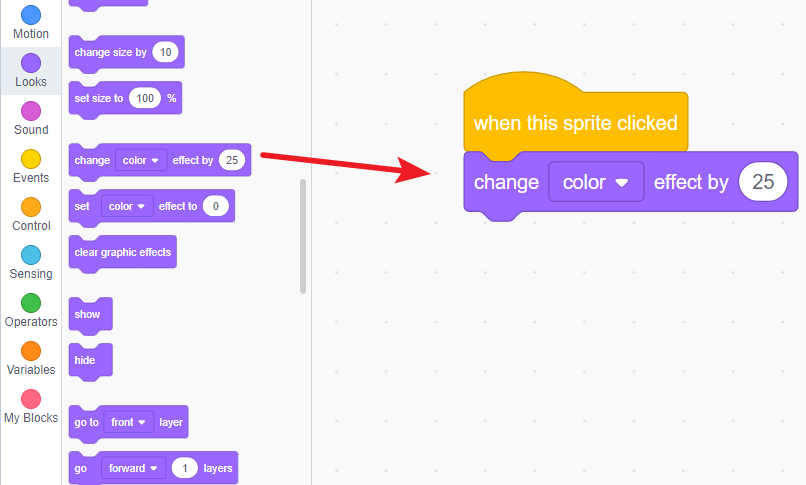 Motion
Looks
Sound
Events
Control
Sensing
Operators
Variables
My Blocks
change size by 10
set size to 100 %
change color effect by 25
set color effect to 0
clear graphic effects
show
hide
go to front layer
go forward 1 layers
when this sprite clicked
change color effect by 25